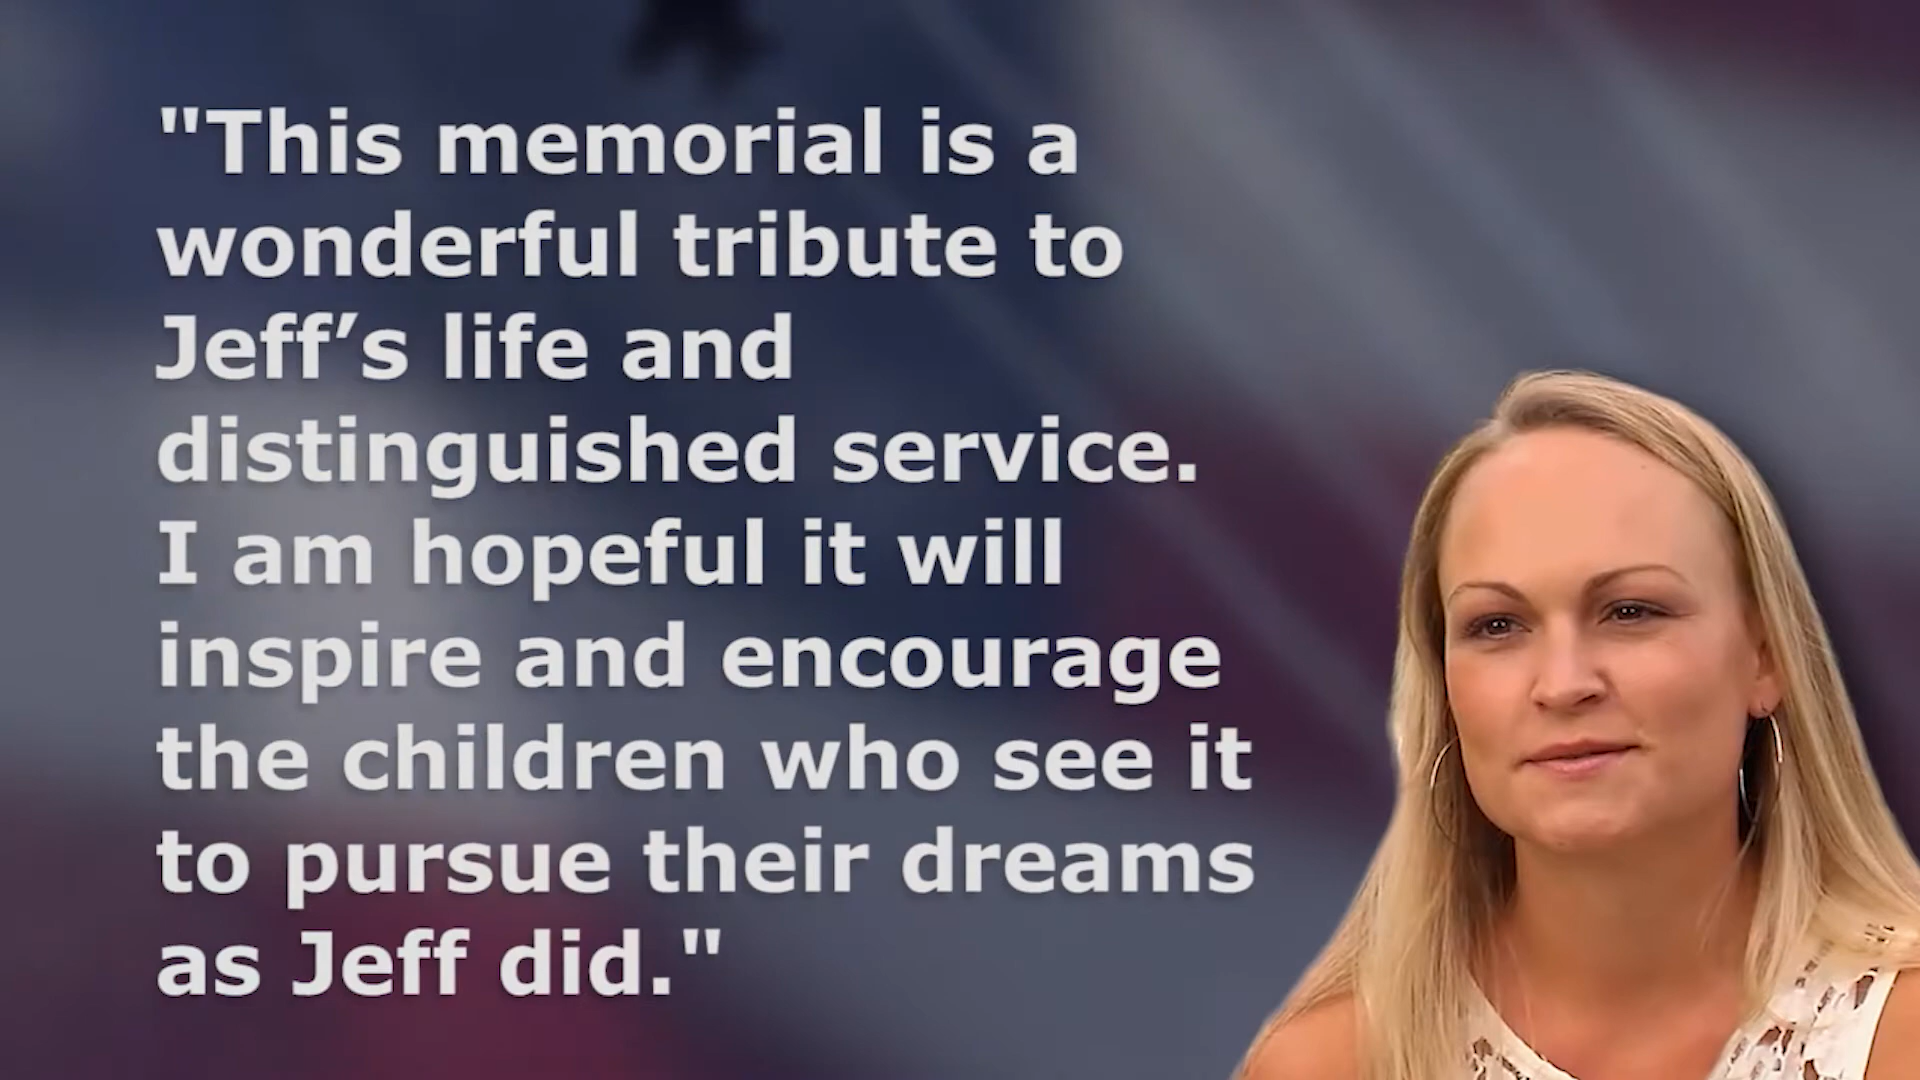 "This memorial is a
wonderful tribute to
Jeff’s life and
distinguished service.
I am hopeful it will
inspire and encourage
the children who see it
to pursue their dreams
as Jeff did."